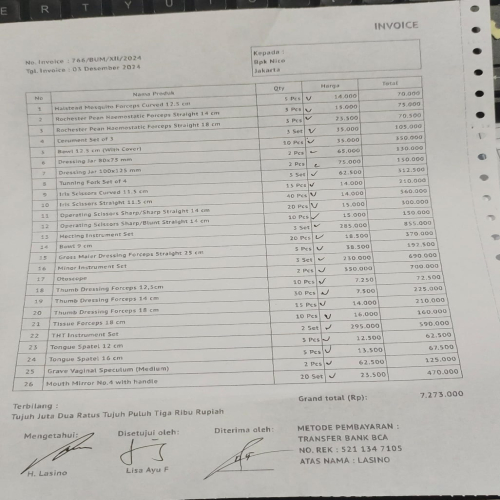 INVOICE
No. Invoice : 7A6/BUM/XII/2024
Tgl. Invoice : 03 Desember 2024
Kepada :
Bpk Nico
Jakarta
No Nama Produk Qty Harga Total
1 Halstead Mosquito Forceps Curved 12.5 cm 5 Pcs 14.000 70.000
2 Rochester Pean Haemostatic Forceps Straight 14 cm 5 Pcs 15.000 75.000
3 Rochester Pean Haemostatic Forceps Straight 18 cm 3 Pcs 23.500 70.500
4 Canument Set of 3 3 Set 35.000 105.000
5 Bowl 12.5 cm (With Cover) 10 Pcs 35.000 350.000
6 Dressing Jar 80x75 mm 2 Pcs 65.000 130.000
7 Dressing Jar 100x125 mm 2 Pcs 75.000 150.000
8 Tunning Fork Set of 4 5 Set 62.500 312.500
9 Iris Scissors Curved 11.5 cm 15 Pcs 14.000 210.000
10 Iris Scissors Straight 11.5 cm 40 Pcs 14.000 560.000
11 Operating Scissors Sharp/Sharp Straight 14 cm 20 Pcs 15.000 300.000
12 Operating Scissors Sharp/Blunt Straight 14 cm 10 Pcs 15.000 150.000
13 Hecting Instrument Set 3 Set 285.000 855.000
14 Bowl 9 cm 20 Pcs 18.500 370.000
15 Gross Maier Dressing Forceps Straight 25 cm 5 Pcs 38.500 192.500
16 Minor Instrument Set 3 Set 230.000 690.000
17 Otoscope 2 Pcs 350.000 700.000
18 Thumb Dressing Forceps 12,5cm 10 Pcs 7.250 72.500
19 Thumb Dressing Forceps 14 cm 30 Pcs 7.500 225.000
20 Thumb Dressing Forceps 18 cm 15 Pcs 14.000 210.000
21 Tissue Forceps 18 cm 10 Pcs 16.000 160.000
22 THT Instrument Set 2 Set 295.000 590.000
23 Tongue Spatel 12 cm 5 Pcs 12.500 62.500
24 Tongue Spatel 16 cm 5 Pcs 13.500 67.500
25 Grave Vaginal Speculum (Medium) 2 Pcs 62.500 125.000
26 Mouth Mirror No.4 with handle 20 Set 23.500 470.000
Grand total (Rp): 7.273.000
Terbilang :
Tujuh Juta Dua Ratus Tujuh Puluh Tiga Ribu Rupiah
Mengetahui: Disetujui oleh: Diterima oleh:
H. Lasino Lisa Ayu F
METODE PEMBAYARAN :
TRANSFER BANK BCA
NO. REK : 521 134 7105
ATAS NAMA : LASINO